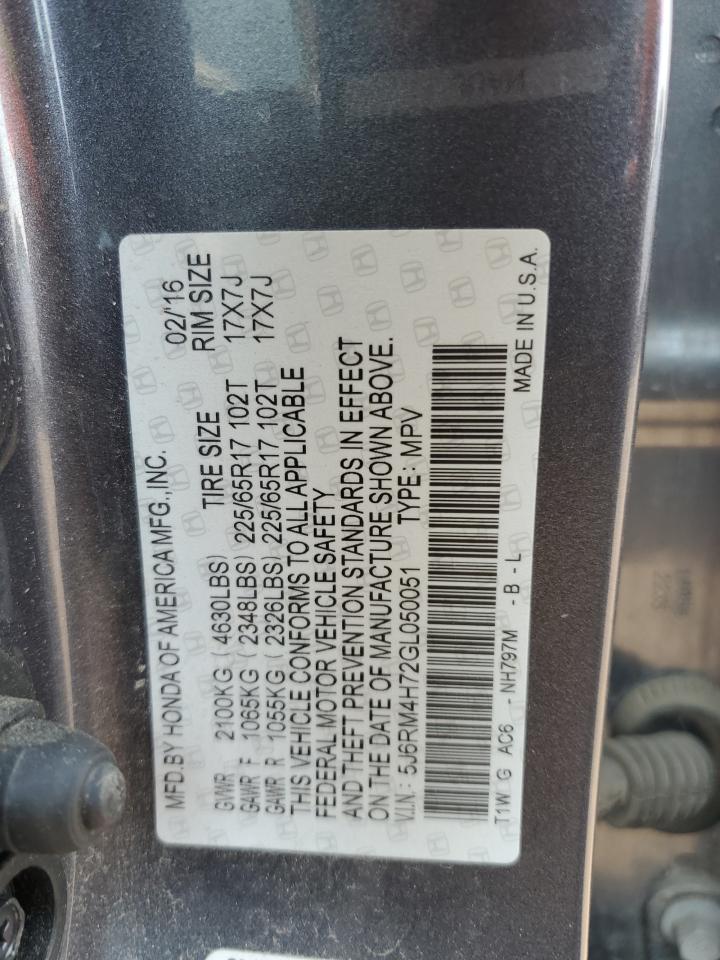 MFD.BY HONDA OF AMERICA MFG.,INC. 02/'16
GVWR 2100KG (4630LBS) TIRE SIZE RIM SIZE
GAWR F 1065KG (2348LBS) 225/65R17 102T 17X7J
GAWR R 1055KG (2326LBS) 225/65R17 102T 17X7J
THIS VEHICLE CONFORMS TO ALL APPLICABLE
FEDERAL MOTOR VEHICLE SAFETY
AND THEFT PREVENTION STANDARDS IN EFFECT
ON THE DATE OF MANUFACTURE SHOWN ABOVE.
V.I.N.: 5J6RM4H72GL050051 TYPE: MPV
T1W G AC6 - NH797M - B - L MADE IN U.S.A.